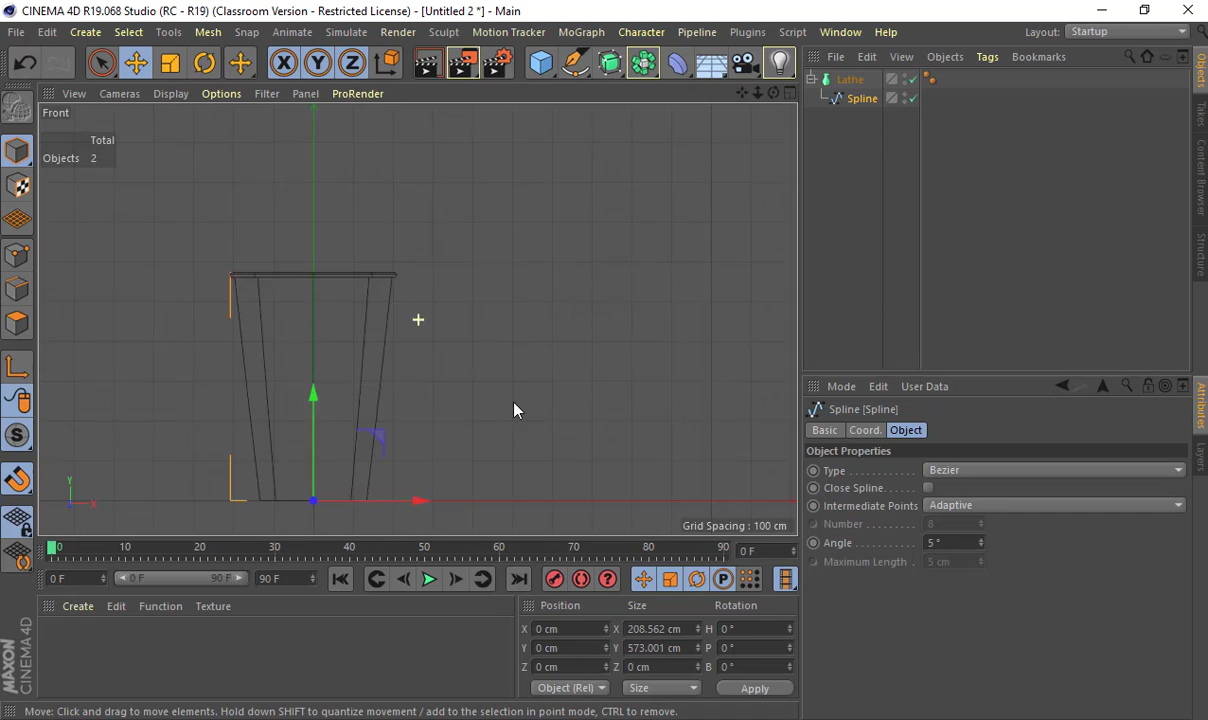 CINEMA 4D R19.068 Studio (RC - R19) (Classroom Version - Restricted License) - [Untitled 2 *] - Main
File Edit Create Select Tools Mesh Snap Animate Simulate Render Sculpt Motion Tracker MoGraph Character Pipeline Plugins Script Window Help Layout: Startup
X Y Z
File Edit View Objects Tags Bookmarks
View Cameras Display Options Filter Panel ProRender
Front
Total
Objects 2
Lathe
Spline
Objects
Takes
Content Browser
Structure
Y
X
Z
Grid Spacing : 100 cm
Mode Edit User Data
Spline [Spline]
Basic Coord. Object
Object Properties
Type Bezier
Close Spline
Intermediate Points Adaptive
Number 8
Angle 5 °
Maximum Length 5 cm
Attributes
Layers
0 10 20 30 40 50 60 70 80 90 0 F
0 F 0 F 90 F 90 F
P
Create Edit Function Texture
Position Size Rotation
X 0 cm X 208.562 cm H 0 °
Y 0 cm Y 573.001 cm P 0 °
Z 0 cm Z 0 cm B 0 °
Object (Rel) Size Apply
MAXON
CINEMA 4D
Move: Click and drag to move elements. Hold down SHIFT to quantize movement / add to the selection in point mode, CTRL to remove.